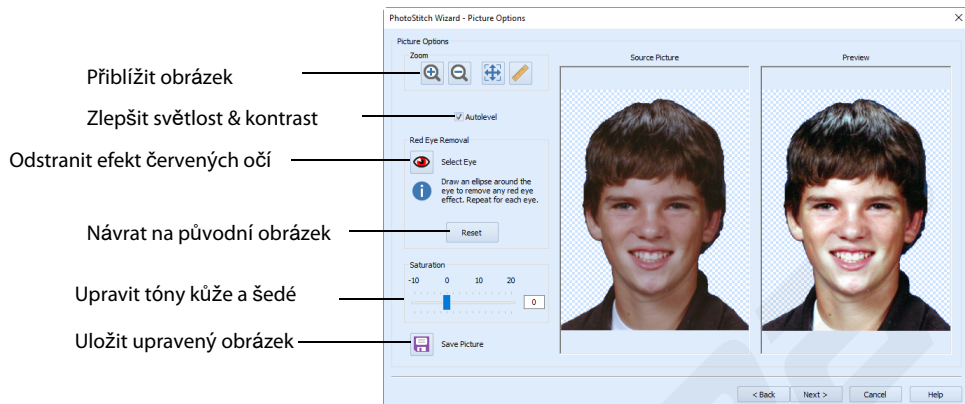 PhotoStitch Wizard - Picture Options
Picture Options
Zoom
Source Picture
Preview
Přiblížit obrázek
Zlepšit světlost & kontrast
Autolevel
Red Eye Removal
Odstranit efekt červených očí
Select Eye
Draw an ellipse around the
eye to remove any red eye
effect. Repeat for each eye.
Návrat na původní obrázek
Reset
Saturation
-10 0 10 20
Upravit tóny kůže a šedé
0
Uložit upravený obrázek
Save Picture
< Back Next > Cancel Help